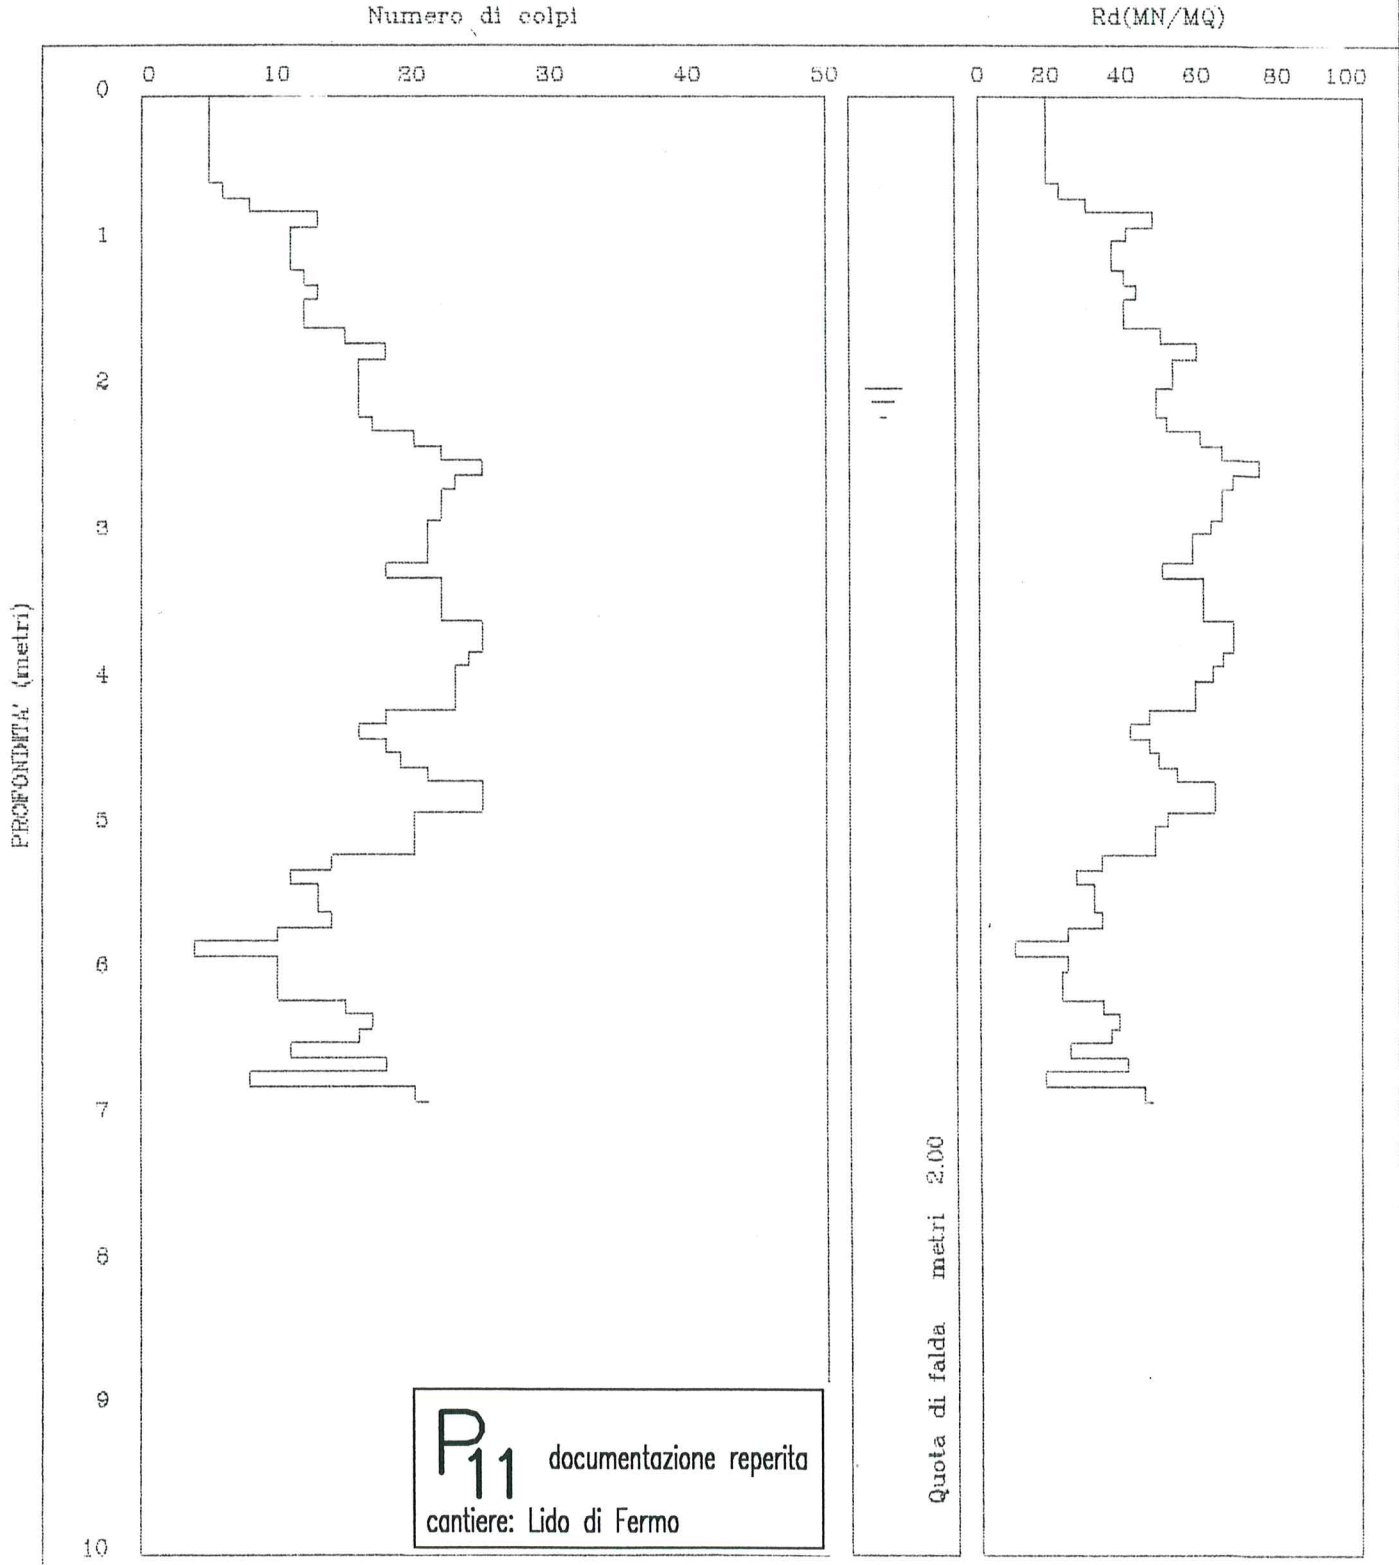 Numero di colpi
Rd(MN/MQ)
0 10 20 30 40 50
0 20 40 60 80 100
0
1
2
3
4
5
6
7
8
9
10
PROFONDITA' (metri)
Quota di falda metri 2.00
P11 documentazione reperita
cantiere: Lido di Fermo